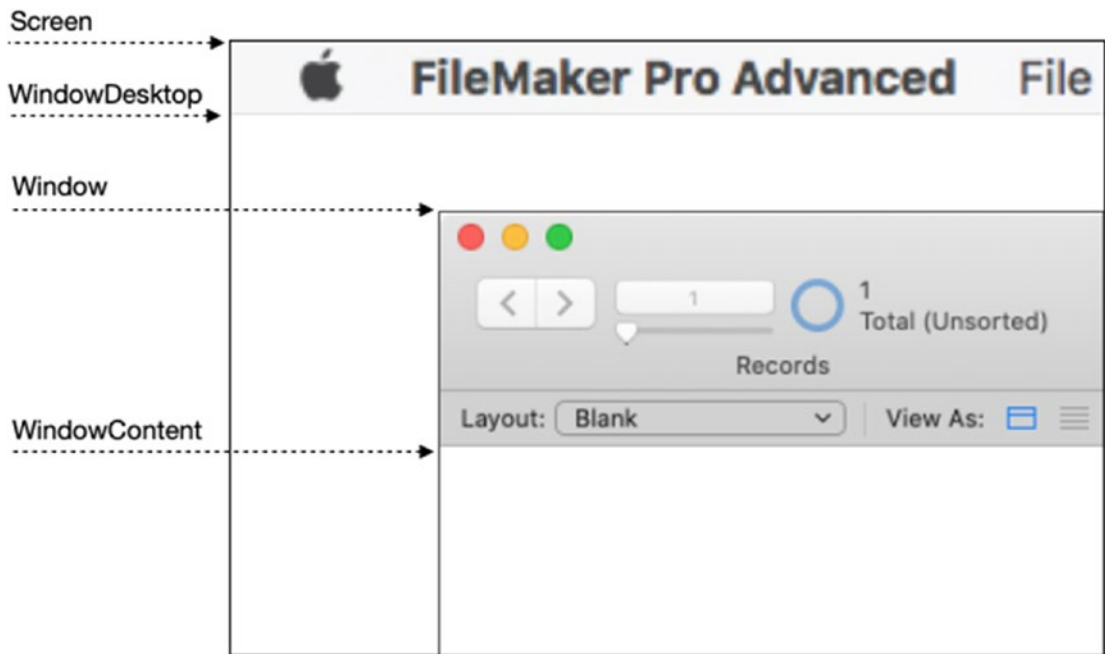 Screen
FileMaker Pro Advanced File
WindowDesktop
Window
1
1
Total (Unsorted)
Records
Layout: Blank View As:
WindowContent